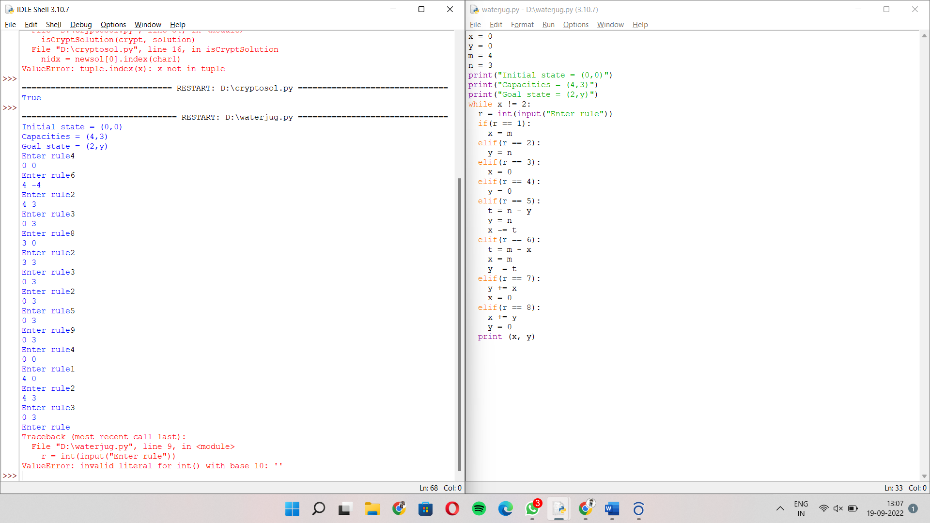 IDLE Shell 3.10.7
File Edit Shell Debug Options Window Help
isCryptSolution(crypt, solution)
File "D:\cryptosol.py", line 16, in isCryptSolution
nidx = newsol[0].index(char1)
ValueError: tuple.index(x): x not in tuple
>>>
=============================== RESTART: D:\cryptosol.py ===============================
True
>>>
================================ RESTART: D:\waterjug.py ===============================
Initial state = (0,0)
Capacities = (4,3)
Goal state = (2,y)
Enter rule4
0 0
Enter rule6
4 -4
Enter rule2
4 3
Enter rule3
0 3
Enter rule8
3 0
Enter rule2
3 3
Enter rule3
0 3
Enter rule2
0 3
Enter rule5
0 3
Enter rule9
0 3
Enter rule4
0 0
Enter rule1
4 0
Enter rule2
4 3
Enter rule3
0 3
Enter rule
Traceback (most recent call last):
File "D:\waterjug.py", line 9, in <module>
r = int(input("Enter rule"))
ValueError: invalid literal for int() with base 10: ''
>>>
Ln: 68 Col: 0
waterjug.py - D:\waterjug.py (3.10.7)
File Edit Format Run Options Window Help
x = 0
y = 0
m = 4
n = 3
print("Initial state = (0,0)")
print("Capacities = (4,3)")
print("Goal state = (2,y)")
while x != 2:
r = int(input("Enter rule"))
if(r == 1):
x = m
elif(r == 2):
y = n
elif(r == 3):
x = 0
elif(r == 4):
y = 0
elif(r == 5):
t = n - y
y = n
x -= t
elif(r == 6):
t = m - x
x = m
y -= t
elif(r == 7):
y += x
x = 0
elif(r == 8):
x += y
y = 0
print (x, y)
Ln: 33 Col: 0
3
ENG
IN
13:07
19-09-2022
1